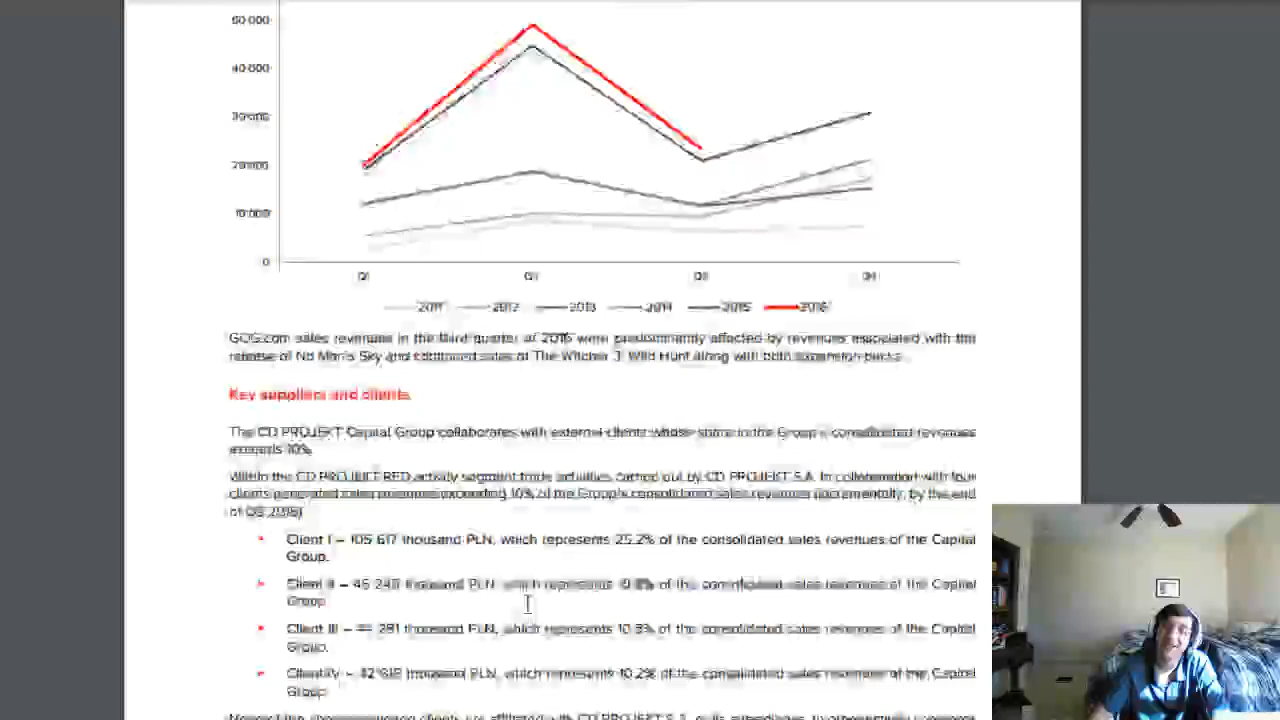 50 000
40 000
30 000
20 000
10 000
0
Q1 Q2 Q3 Q4
2011 2012 2013 2014 2015 2016
GOG.com sales revenues in the third quarter of 2016 were predominantly affected by revenues associated with the
release of No Man's Sky and continued sales of The Witcher 3: Wild Hunt along with both expansion packs.
Key suppliers and clients
The CD PROJEKT Capital Group collaborates with external clients whose share in the Group's consolidated revenues
exceeds 10%.
Within the CD PROJEKT RED activity segment trade activities carried out by CD PROJEKT S.A. in collaboration with four
clients generated sales revenues exceeding 10% of the Group's consolidated sales revenues (incrementally, by the end
of Q3 2016)
• Client I – 105 617 thousand PLN, which represents 25.2% of the consolidated sales revenues of the Capital
Group.
• Client II – thousand PLN, which represents of the consolidated sales revenues of the Capital
Group
• Client III – 281 thousand PLN, which represents 10.8% of the consolidated sales revenues of the Capital
Group.
• Client IV – thousand PLN, which represents 10.2% of the consolidated sales revenues of the Capital
Group
clients are affiliated with CD PROJEKT S.A.